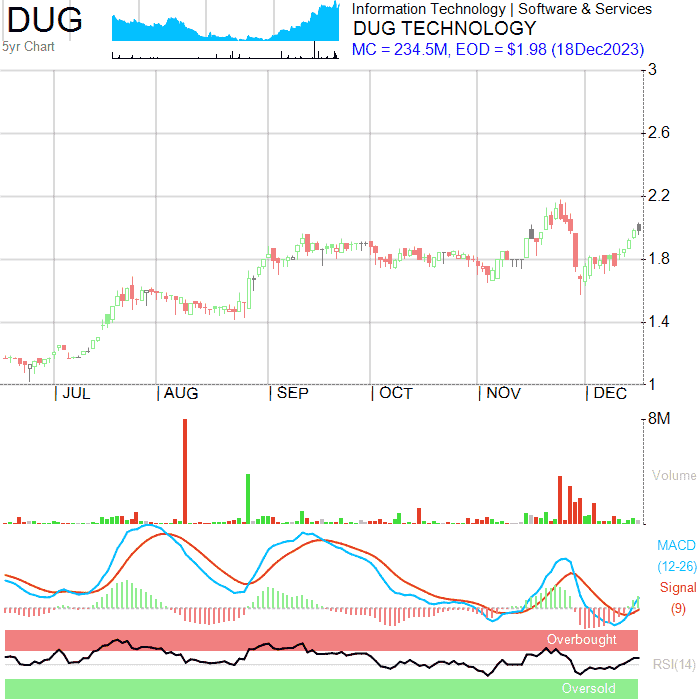 DUG
5yr Chart
Information Technology | Software & Services
DUG TECHNOLOGY
MC = 234.5M, EOD = $1.98 (18Dec2023)
3
2.6
2.2
1.8
1.4
1
JUL AUG SEP OCT NOV DEC
8M
Volume
MACD
(12-26)
Signal
(9)
Overbought
RSI(14)
Oversold